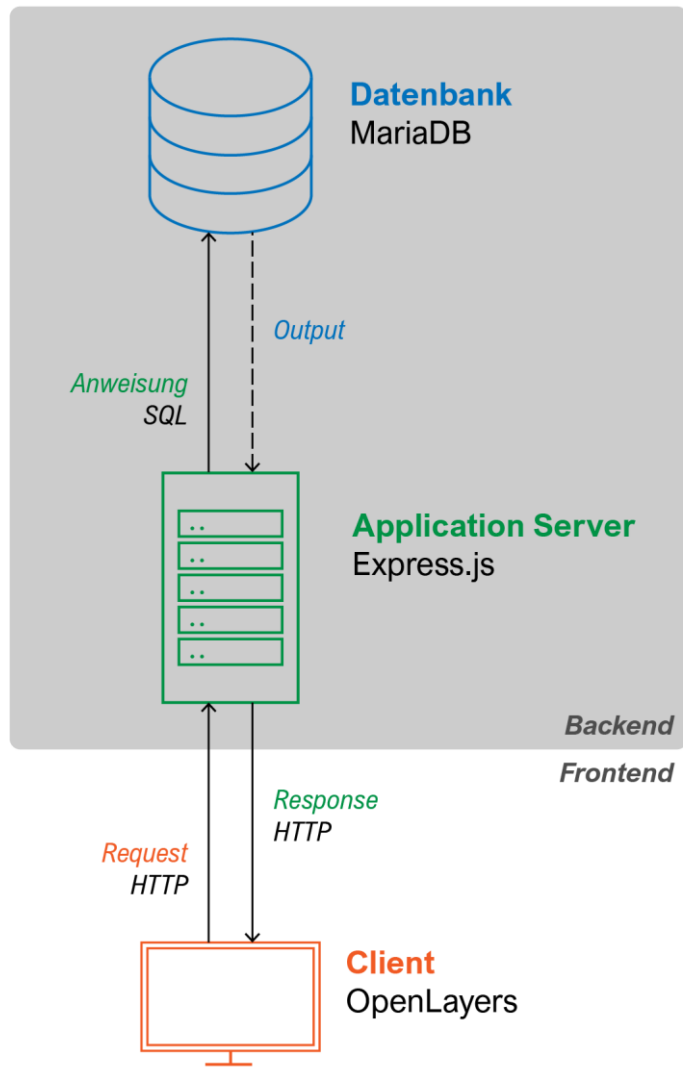 Datenbank
MariaDB
Output
Anweisung
SQL
Application Server
Express.js
Backend
Frontend
Response
HTTP
Request
HTTP
Client
OpenLayers